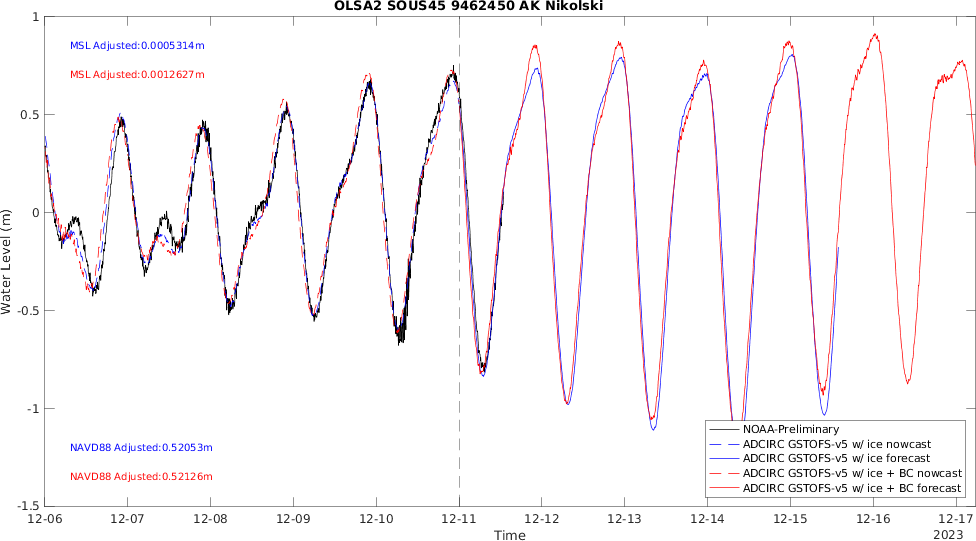 OLSA2 SOUS45 9462450 AK Nikolski
MSL Adjusted:0.0005314m
MSL Adjusted:0.0012627m
NAVD88 Adjusted:0.52053m
NAVD88 Adjusted:0.52126m
Water Level (m)
1
0.5
0
-0.5
-1
-1.5
NOAA-Preliminary
ADCIRC GSTOFS-v5 w/ ice nowcast
ADCIRC GSTOFS-v5 w/ ice forecast
ADCIRC GSTOFS-v5 w/ ice + BC nowcast
ADCIRC GSTOFS-v5 w/ ice + BC forecast
12-06 12-07 12-08 12-09 12-10 12-11 12-12 12-13 12-14 12-15 12-16 12-17
Time
2023